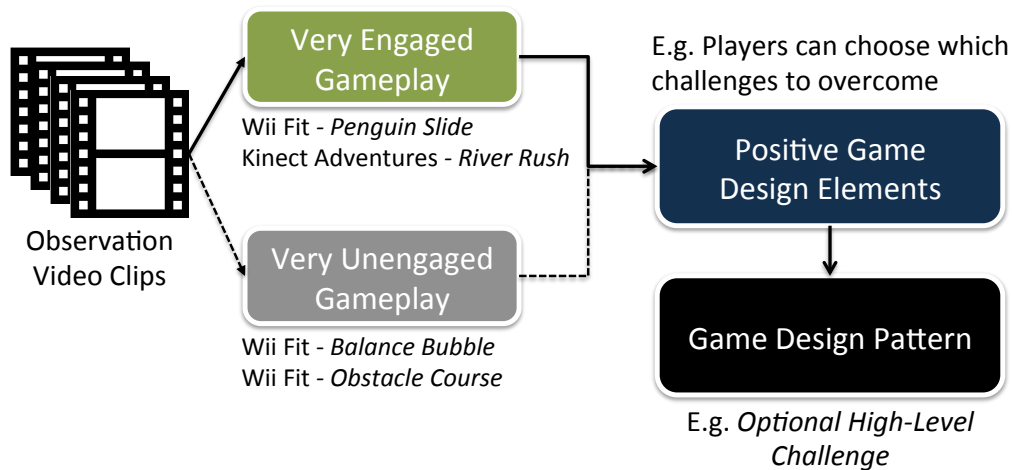 Observation
Video Clips
Very Engaged
Gameplay
Wii Fit - Penguin Slide
Kinect Adventures - River Rush
Very Unengaged
Gameplay
Wii Fit - Balance Bubble
Wii Fit - Obstacle Course
E.g. Players can choose which
challenges to overcome
Positive Game
Design Elements
Game Design Pattern
E.g. Optional High-Level
Challenge